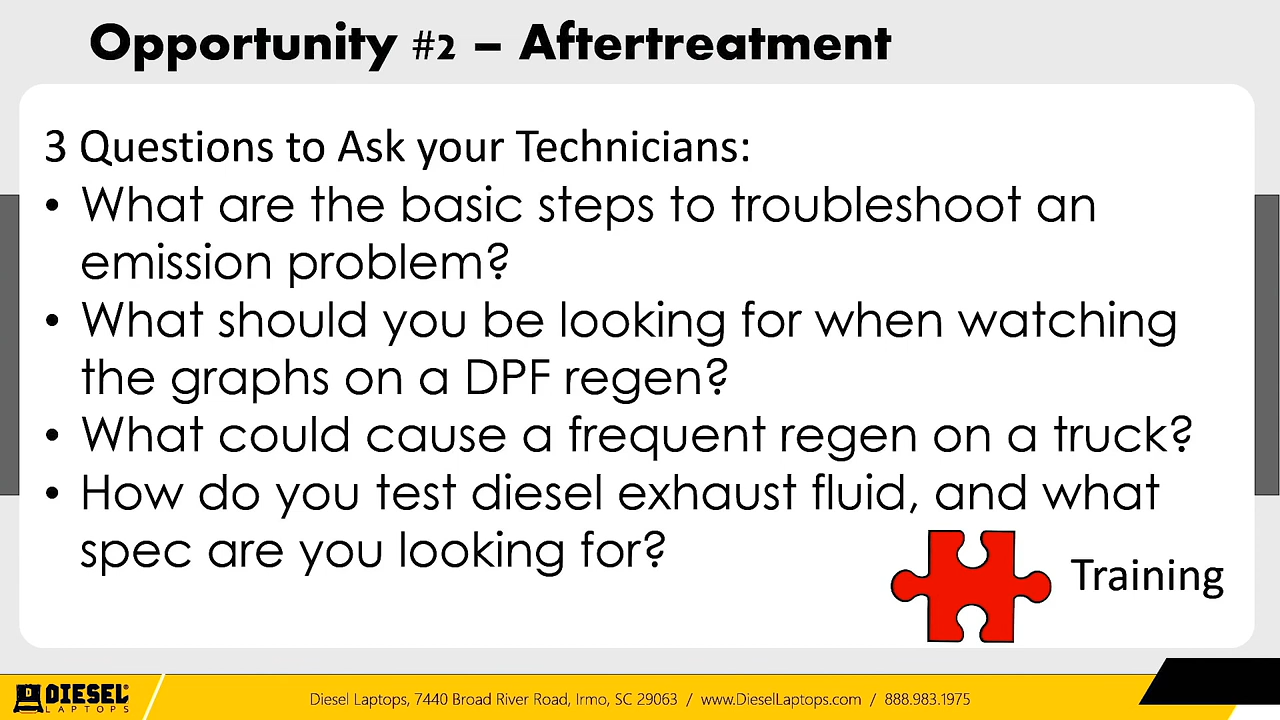 Opportunity #2 – Aftertreatment
3 Questions to Ask your Technicians:
• What are the basic steps to troubleshoot an
emission problem?
• What should you be looking for when watching
the graphs on a DPF regen?
• What could cause a frequent regen on a truck?
• How do you test diesel exhaust fluid, and what
spec are you looking for?
Training
DIESEL
LAPTOPS
Diesel Laptops, 7440 Broad River Road, Irmo, SC 29063 / www.DieselLaptops.com / 888.983.1975